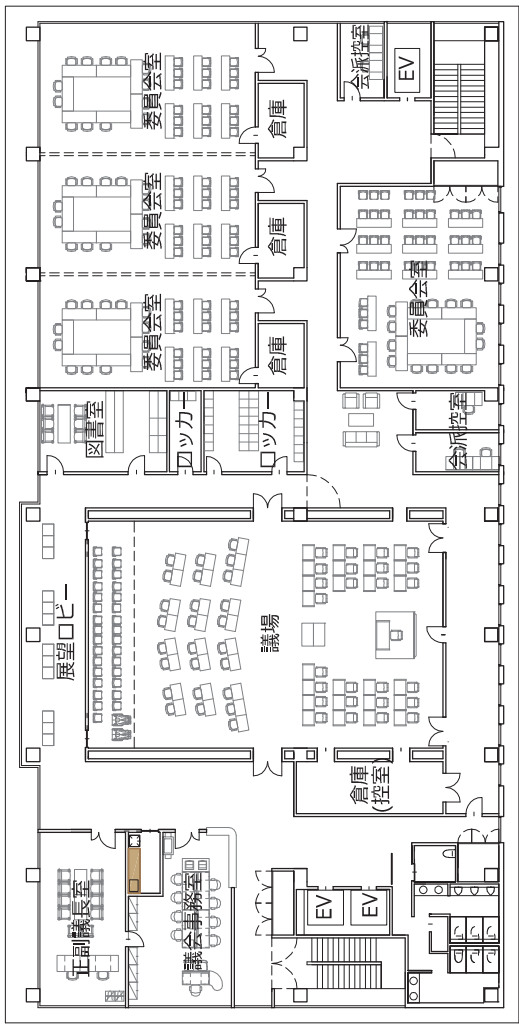 委員会室
倉庫
会派控室
EV
委員会室
倉庫
委員会室
倉庫
委員会室
図書室
ロッカー
ロッカー
会派控室
展望ロビー
議場
倉庫
(控室)
正副議長室
議会事務室
EV
EV